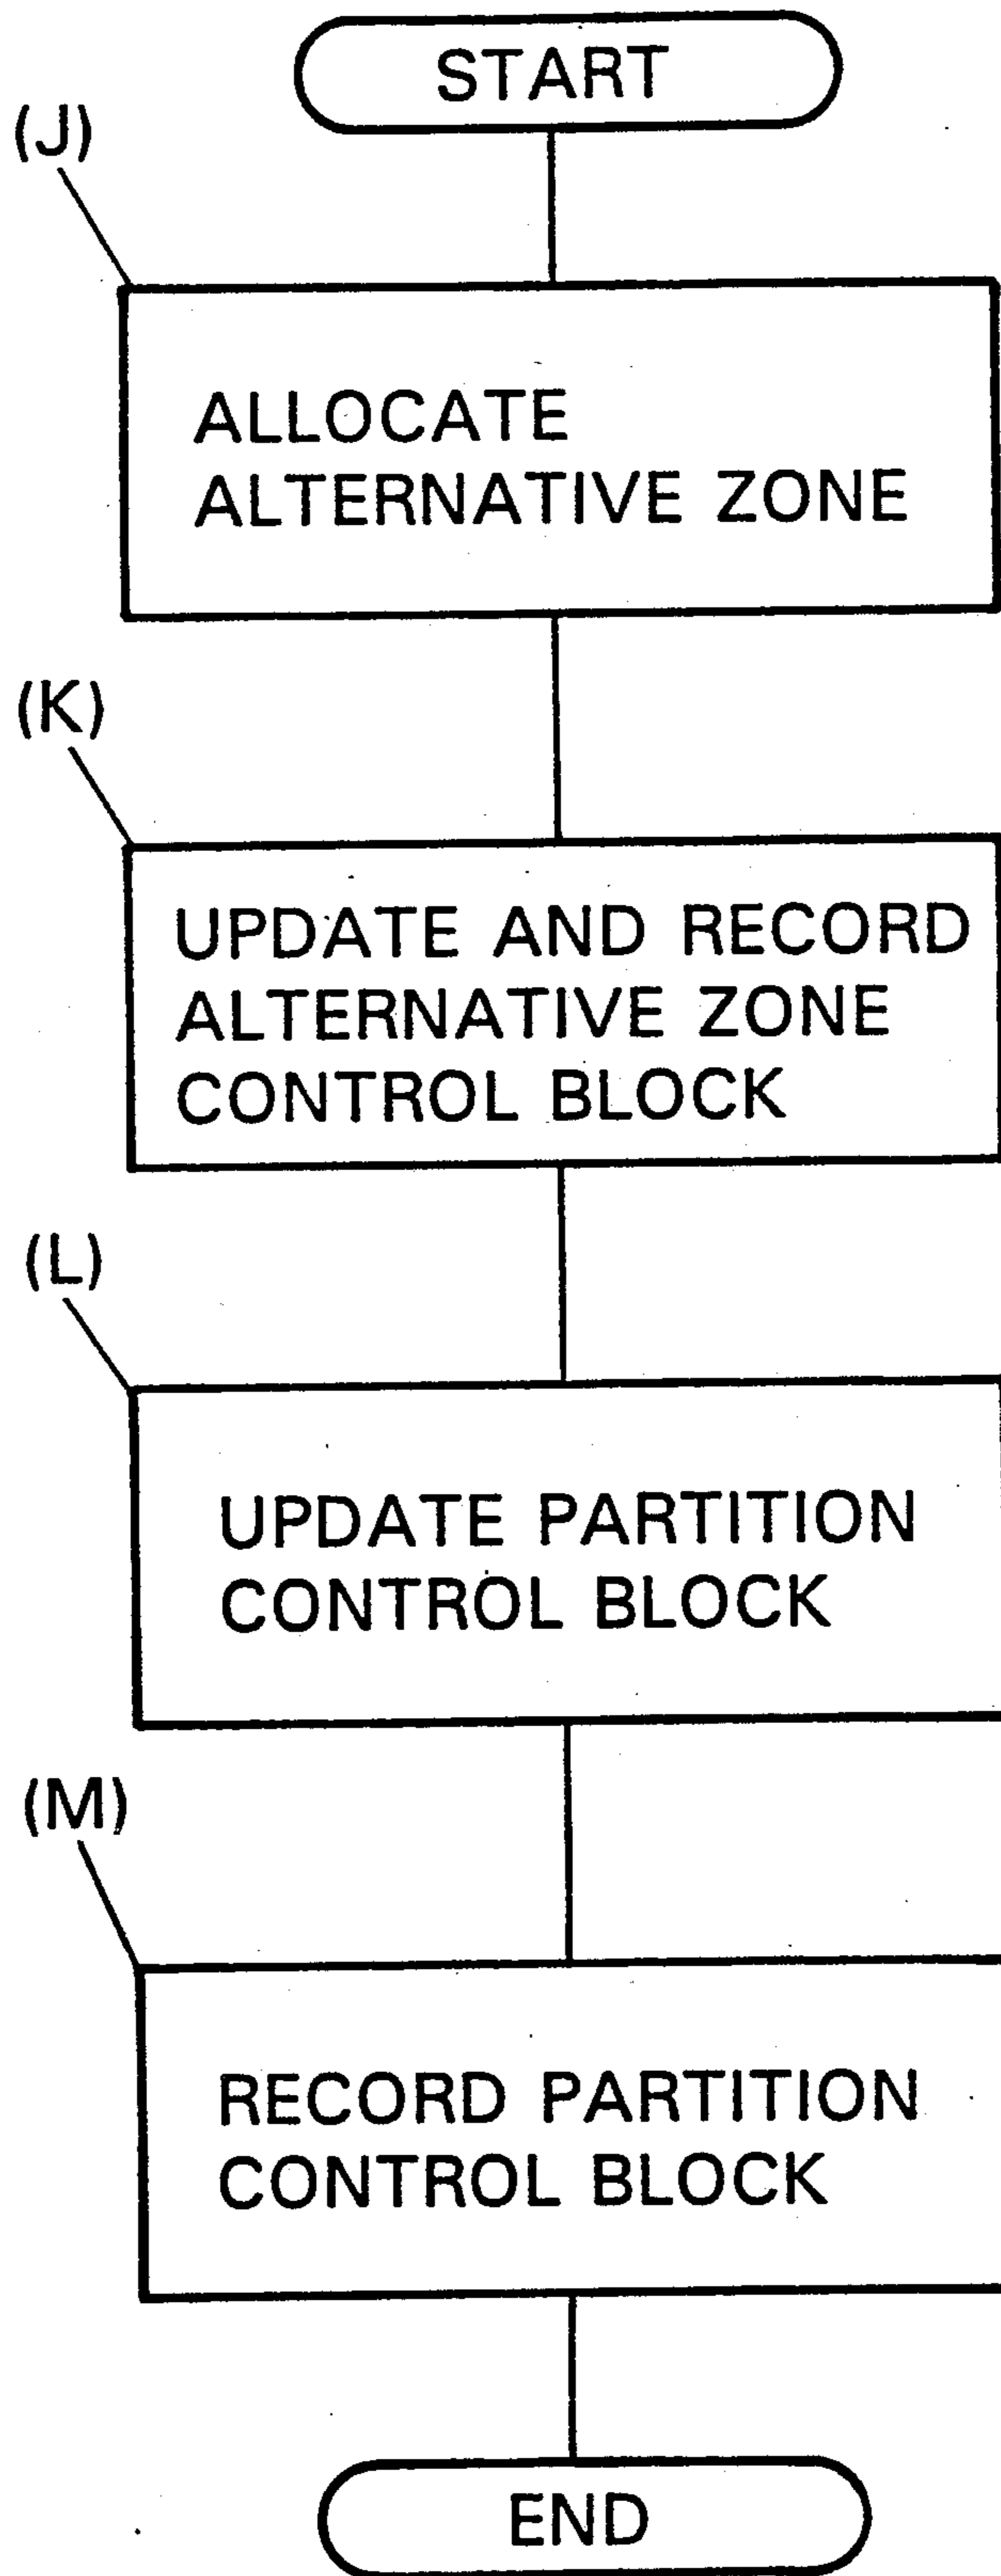 START
(J)
ALLOCATE
ALTERNATIVE ZONE
(K)
UPDATE AND RECORD
ALTERNATIVE ZONE
CONTROL BLOCK
(L)
UPDATE PARTITION
CONTROL BLOCK
(M)
RECORD PARTITION
CONTROL BLOCK
END